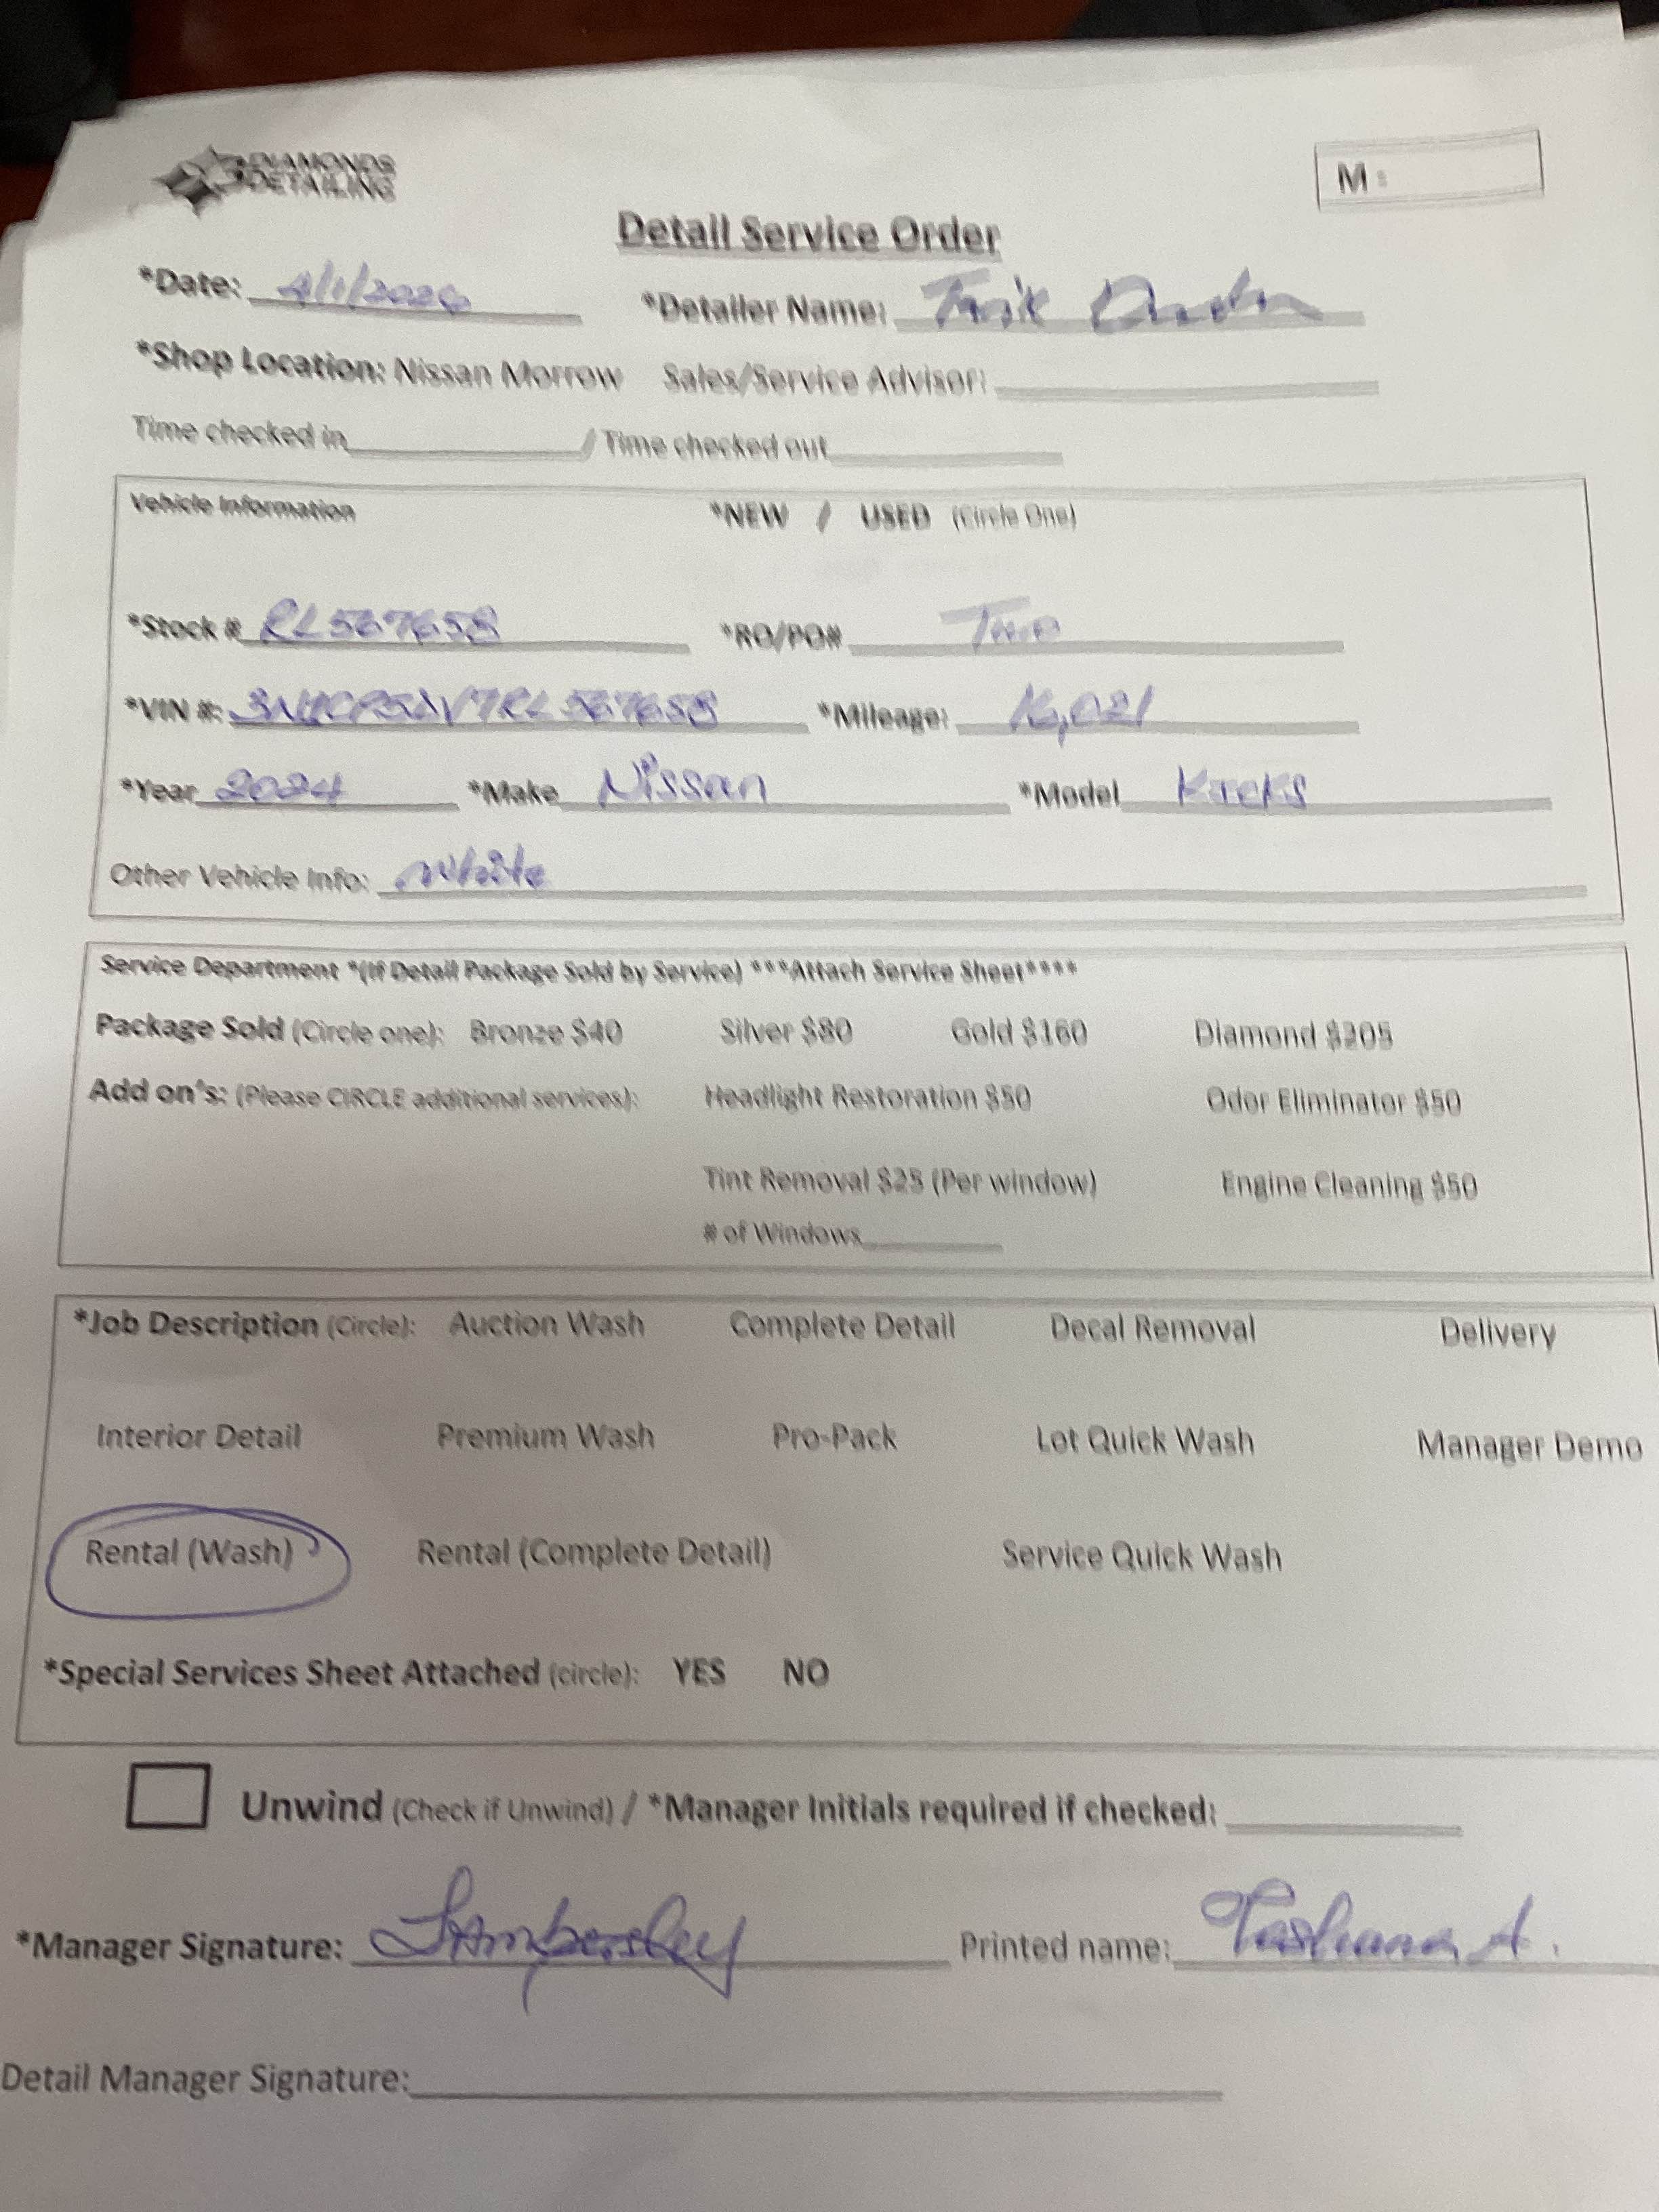 3DIAMONDS
DETAILING
M:
Detail Service Order
*Date: 4/1/2026 *Detailer Name:
*Shop Location: Nissan Morrow Sales/Service Advisor:
Time checked in / Time checked out
Vehicle Information *NEW / USED (Circle One)
*Stock # RL567658 *RO/PO#
*VIN #: *Mileage: 16,021
*Year 2024 *Make Nissan *Model Kicks
Other Vehicle Info: White
Service Department *(If Detail Package Sold by Service) ***Attach Service Sheet****
Package Sold (Circle one): Bronze $40 Silver $80 Gold $160 Diamond $205
Add on's: (Please CIRCLE additional services): Headlight Restoration $50 Odor Eliminator $50
Tint Removal $25 (Per window) Engine Cleaning $50
# of Windows
*Job Description (Circle): Auction Wash Complete Detail Decal Removal Delivery
Interior Detail Premium Wash Pro-Pack Lot Quick Wash Manager Demo
Rental (Wash) Rental (Complete Detail) Service Quick Wash
*Special Services Sheet Attached (circle): YES NO
Unwind (Check if Unwind) / *Manager Initials required if checked:
*Manager Signature: Printed name: Tashana A.
Detail Manager Signature: